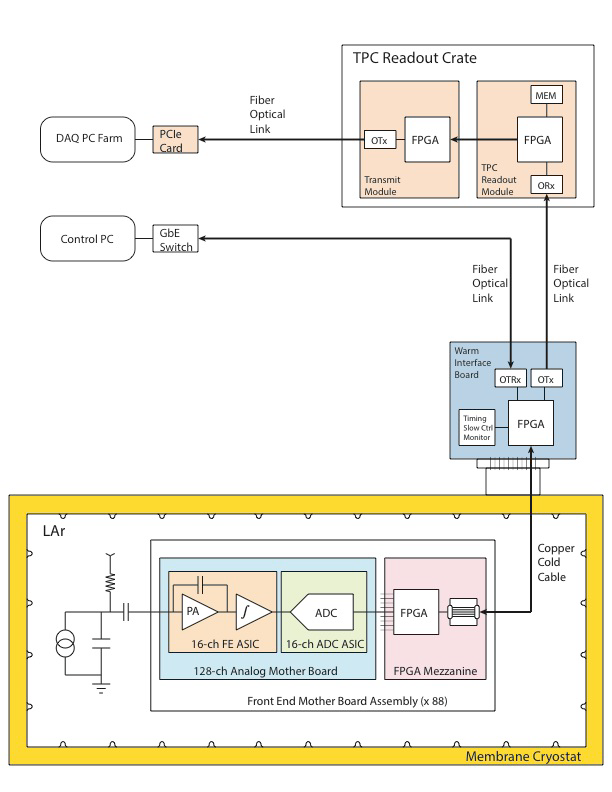 TPC Readout Crate
Fiber
Optical
Link
MEM
DAQ PC Farm
PCIe
Card
OTx
FPGA
FPGA
Transmit
Module
TPC
Readout
Module
ORx
Control PC
GbE
Switch
Fiber
Optical
Link
Fiber
Optical
Link
Warm
Interface
Board
OTRx
OTx
Timing
Slow Ctrl
Monitor
FPGA
LAr
Copper
Cold
Cable
PA
∫
ADC
FPGA
16-ch FE ASIC
16-ch ADC ASIC
128-ch Analog Mother Board
FPGA Mezzanine
Front End Mother Board Assembly (x 88)
Membrane Cryostat